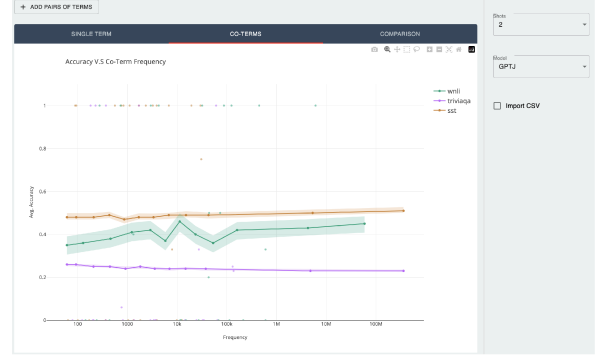 + ADD PAIRS OF TERMS
SINGLE TERM
CO-TERMS
COMPARISON
Accuracy V.S Co-Term Frequency
wnli
triviaqa
sst
1
0.8
0.6
0.4
0.2
0
Avg. Accuracy
100
1000
10k
100k
1M
10M
100M
Frequency
Shots
2
Model
GPTJ
Import CSV